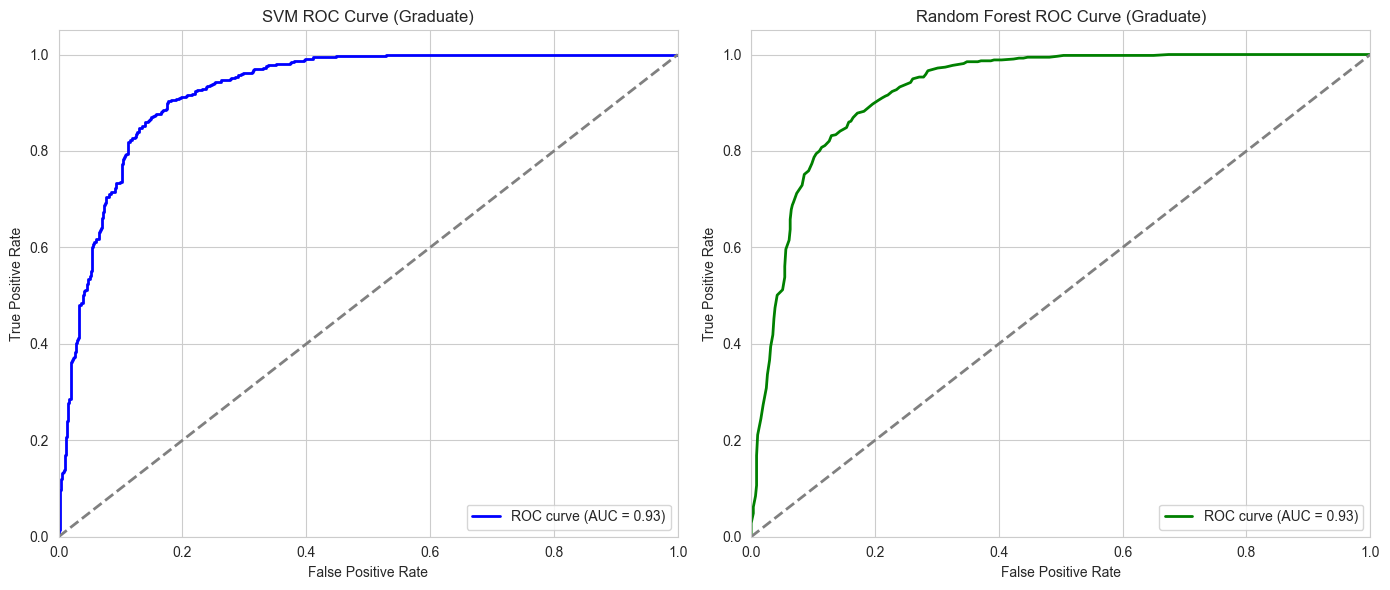 SVM ROC Curve (Graduate)
1.0
0.8
0.6
0.4
0.2
0.0
True Positive Rate
ROC curve (AUC = 0.93)
0.0 0.2 0.4 0.6 0.8 1.0
False Positive Rate
Random Forest ROC Curve (Graduate)
1.0
0.8
0.6
0.4
0.2
0.0
True Positive Rate
ROC curve (AUC = 0.93)
0.0 0.2 0.4 0.6 0.8 1.0
False Positive Rate